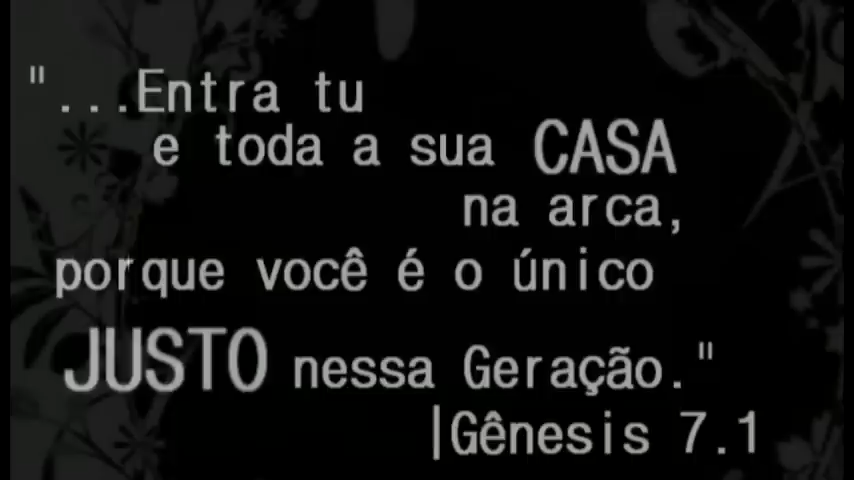 "...Entra tu
e toda a sua CASA
na arca,
porque você é o único
JUSTO nessa Geração."
|Gênesis 7.1